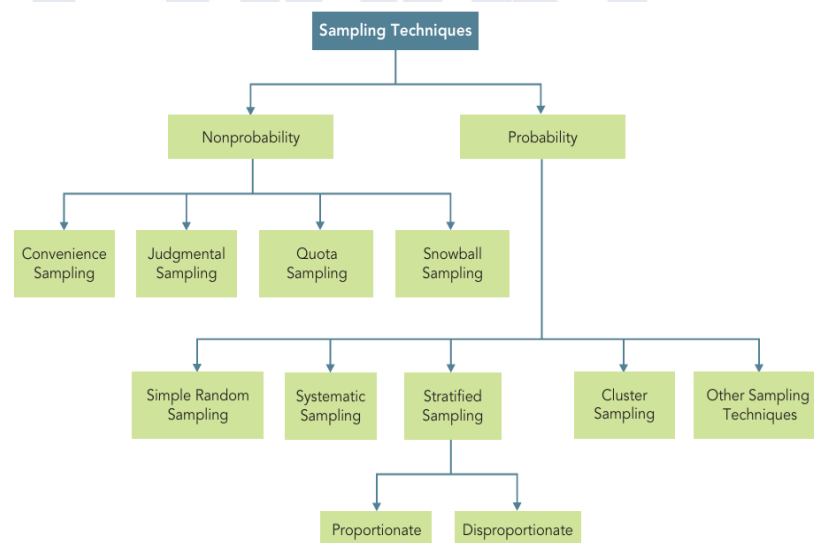 Sampling Techniques
Nonprobability
Probability
Convenience
Sampling
Judgmental
Sampling
Quota
Sampling
Snowball
Sampling
Simple Random
Sampling
Systematic
Sampling
Stratified
Sampling
Cluster
Sampling
Other Sampling
Techniques
Proportionate
Disproportionate